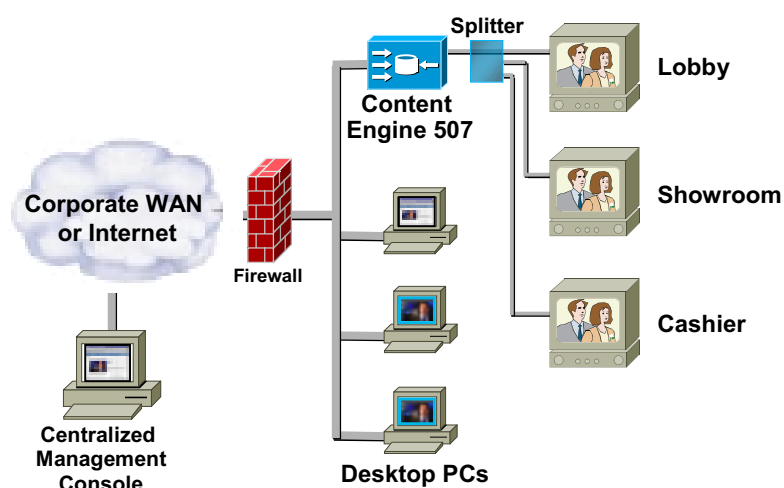 Splitter
Lobby
Content
Engine 507
Showroom
Corporate WAN
or Internet
Firewall
Cashier
Centralized
Management
Console
Desktop PCs